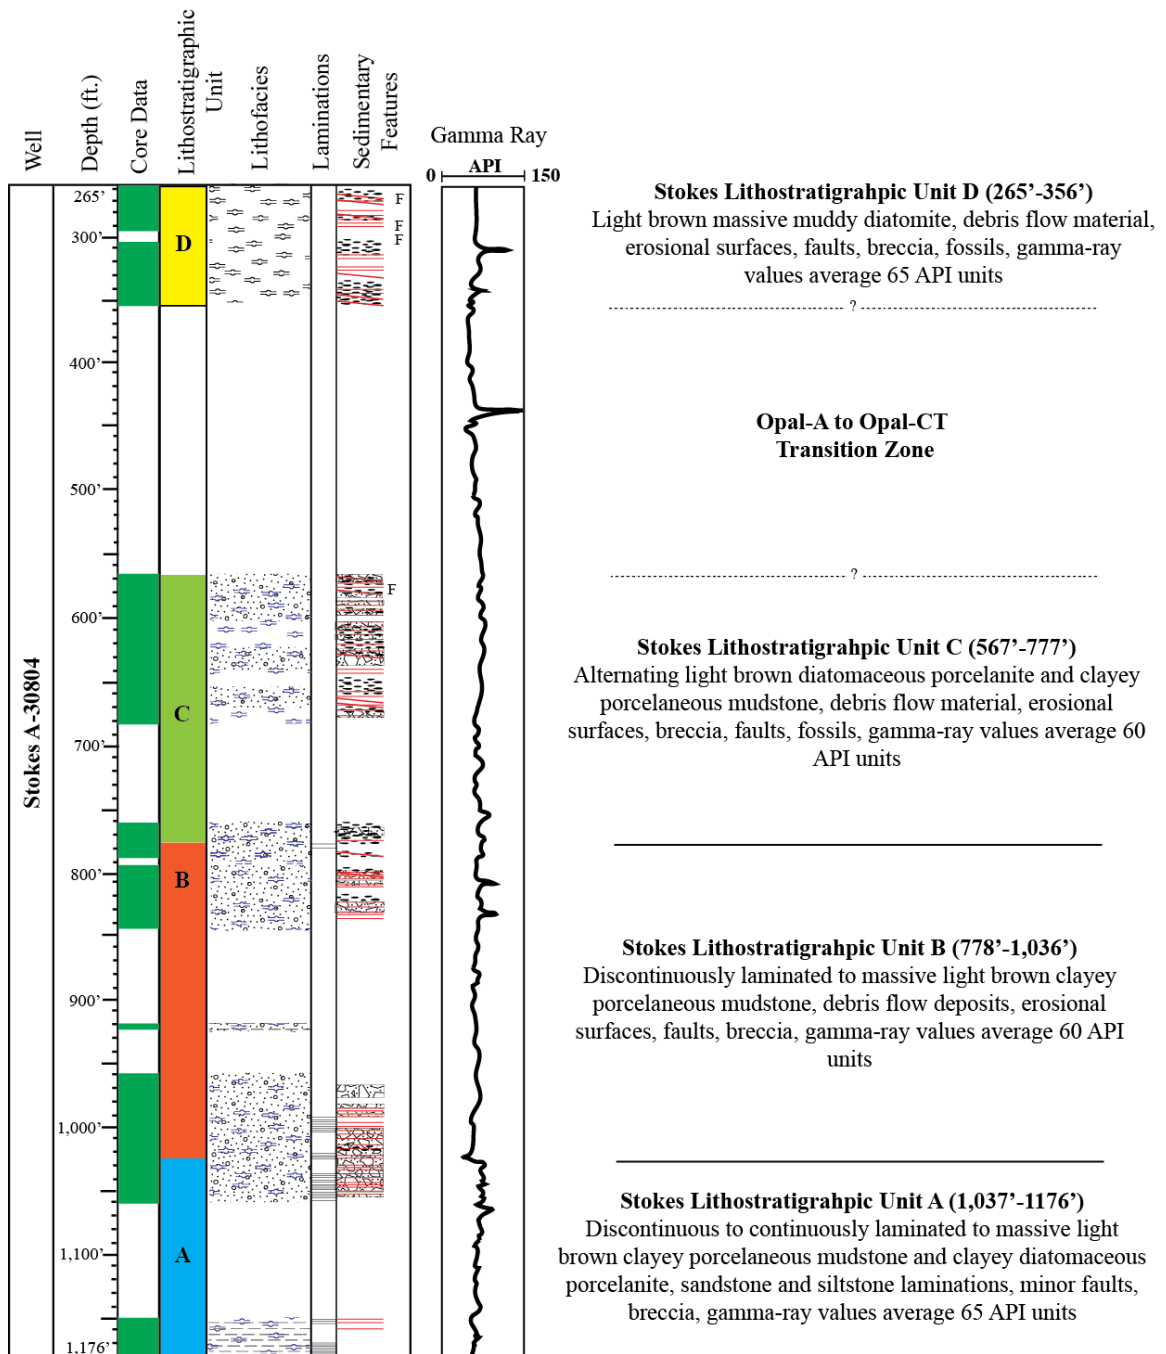 Well
Depth (ft.)
Core Data
Lithostratigraphic
Unit
Lithofacies
Laminations
Sedimentary
Features
Gamma Ray
API
0 150
Stokes A-30804
265’
300’
400’
500’
600’
700’
800’
900’
1,000’
1,100’
1,176’
D
C
B
A
F
F
F
F
Stokes Lithostratigrahpic Unit D (265’-356’)
Light brown massive muddy diatomite, debris flow material,
erosional surfaces, faults, breccia, fossils, gamma-ray
values average 65 API units
?
Opal-A to Opal-CT
Transition Zone
?
Stokes Lithostratigrahpic Unit C (567’-777’)
Alternating light brown diatomaceous porcelanite and clayey
porcelaneous mudstone, debris flow material, erosional
surfaces, breccia, faults, fossils, gamma-ray values average 60
API units
Stokes Lithostratigrahpic Unit B (778’-1,036’)
Discontinuously laminated to massive light brown clayey
porcelaneous mudstone, debris flow deposits, erosional
surfaces, faults, breccia, gamma-ray values average 60 API
units
Stokes Lithostratigrahpic Unit A (1,037’-1176’)
Discontinuous to continuously laminated to massive light
brown clayey porcelaneous mudstone and clayey diatomaceous
porcelanite, sandstone and siltstone laminations, minor faults,
breccia, gamma-ray values average 65 API units